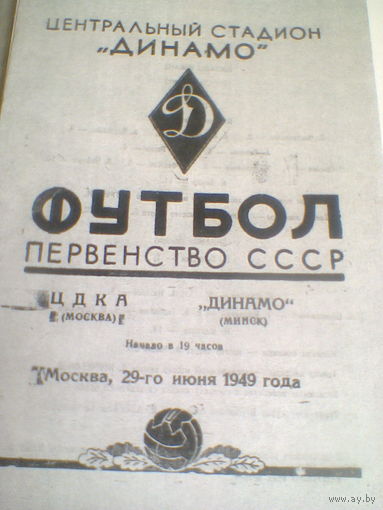 ЦЕНТРАЛЬНЫЙ СТАДИОН
„ДИНАМО"
Д
ФУТБОЛ
ПЕРВЕНСТВО СССР
ЦДКА „ДИНАМО"
(МОСКВА) (МИНСК)
Начало в 19 часов
Москва, 29-го июня 1949 года
www.ay.by